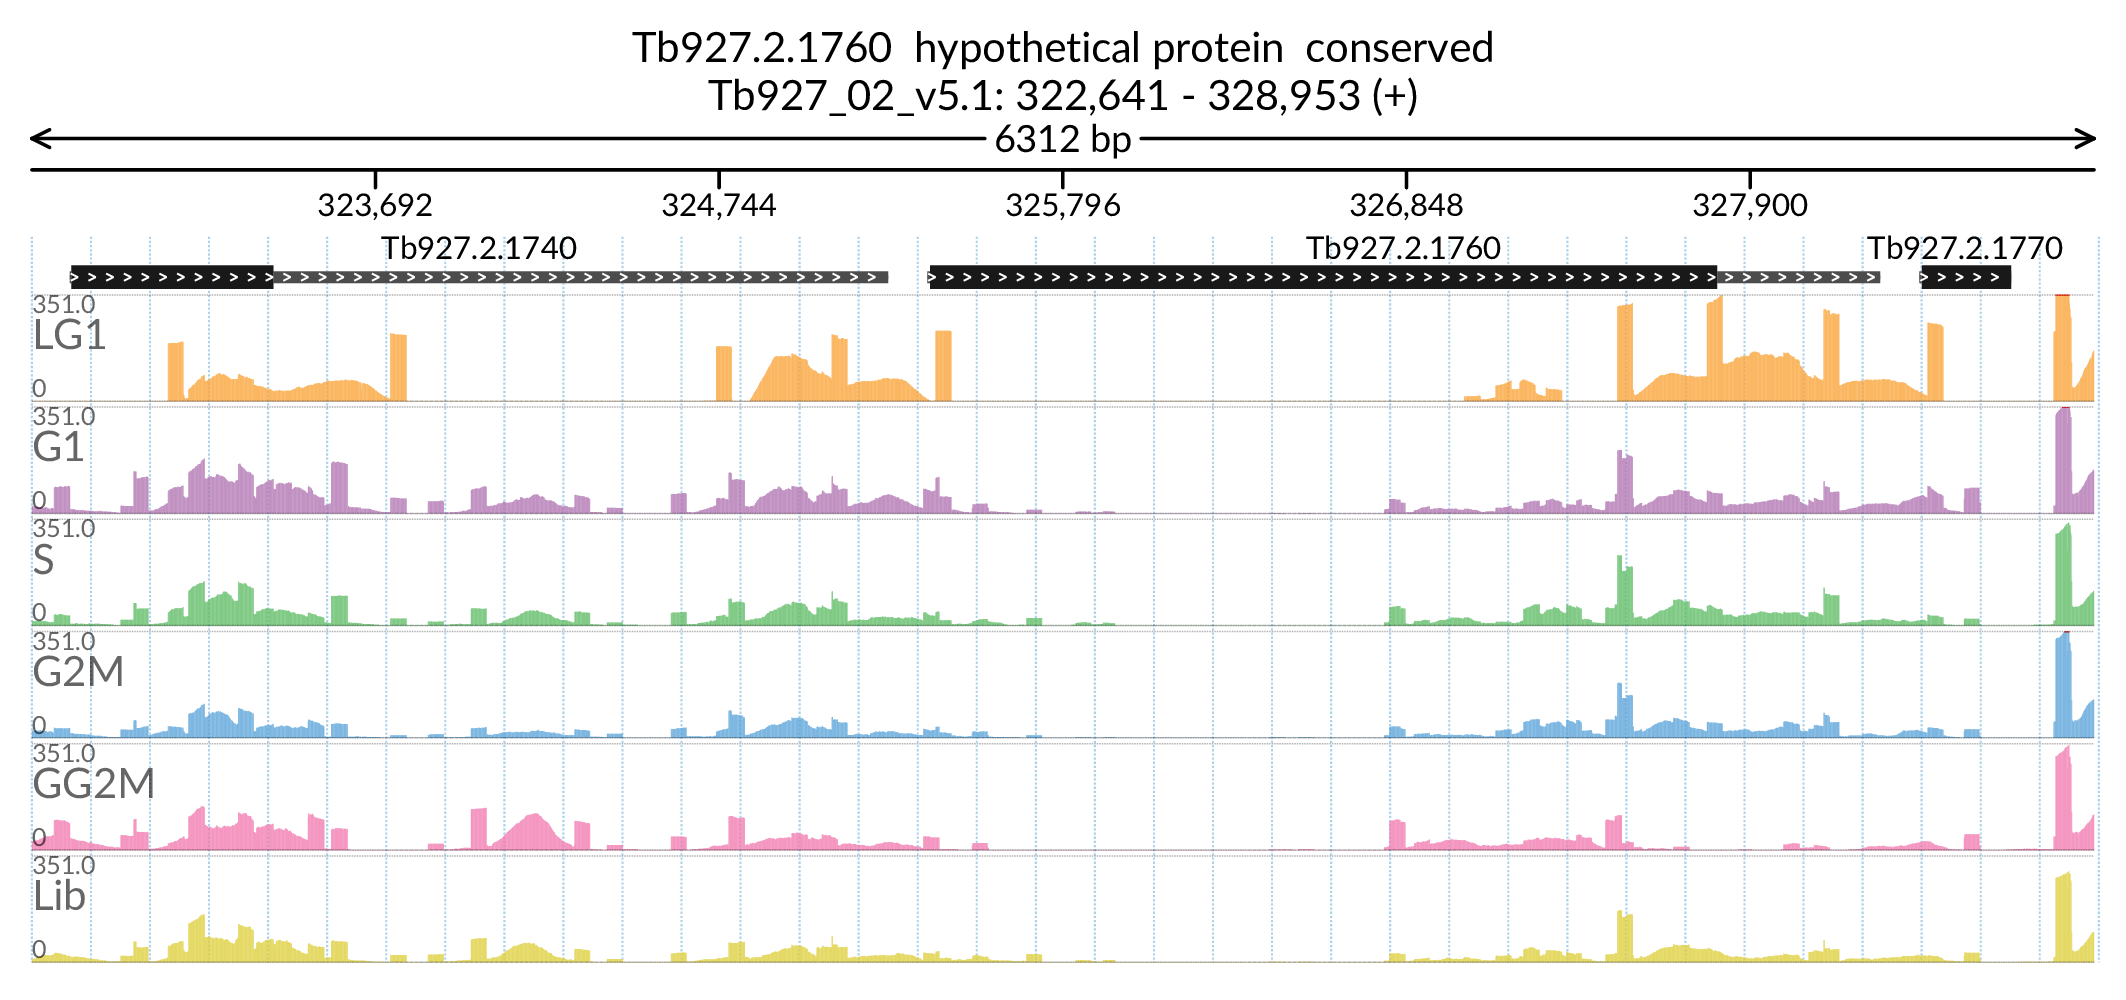 Tb927.2.1760  hypothetical protein  conserved
Tb927_02_v5.1: 322,641 - 328,953 (+)
6312 bp
323,692 324,744 325,796 326,848 327,900
Tb927.2.1740 Tb927.2.1760 Tb927.2.1770
351.0
LG1
0
351.0
G1
0
351.0
S
0
351.0
G2M
0
351.0
GG2M
0
351.0
Lib
0